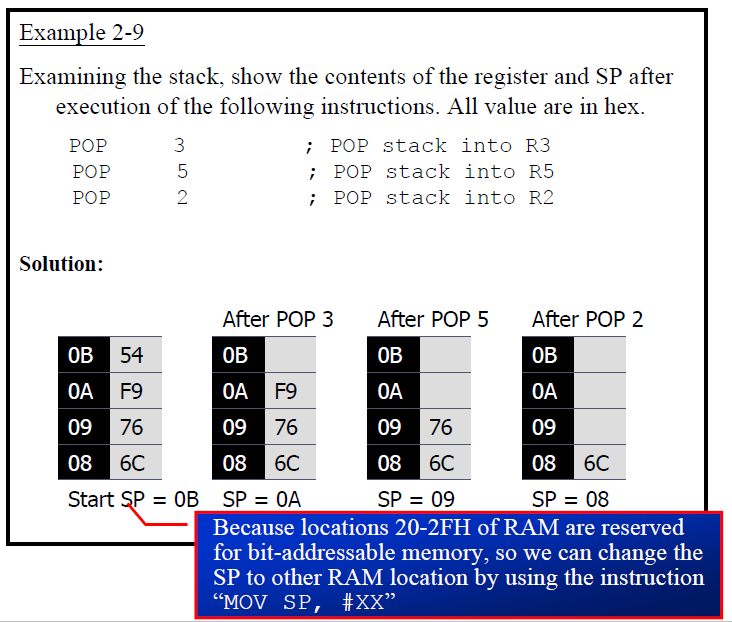 Example 2-9
Examining the stack, show the contents of the register and SP after
execution of the following instructions. All value are in hex.
POP 3 ; POP stack into R3
POP 5 ; POP stack into R5
POP 2 ; POP stack into R2
Solution:
After POP 3 After POP 5 After POP 2
0B 54 0B 0B 0B
0A F9 0A F9 0A 0A
09 76 09 76 09 76 09
08 6C 08 6C 08 6C 08 6C
Start SP = 0B SP = 0A SP = 09 SP = 08
Because locations 20-2FH of RAM are reserved
for bit-addressable memory, so we can change the
SP to other RAM location by using the instruction
“MOV SP, #XX”